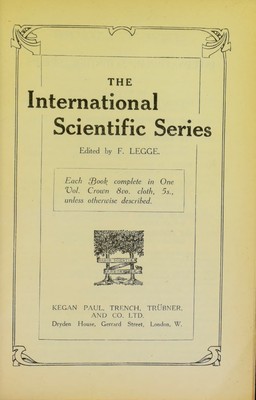 THE
International
Scientific Series
Edited by F. LEGGE.
Each Book complete in One
Vol. Crown 8vo. cloth, 5s.,
unless otherwise described.
KEGAN PAUL, TRENCH, TRÜBNER,
AND CO. LTD.
Dryden House, Gerrard Street, London, W.